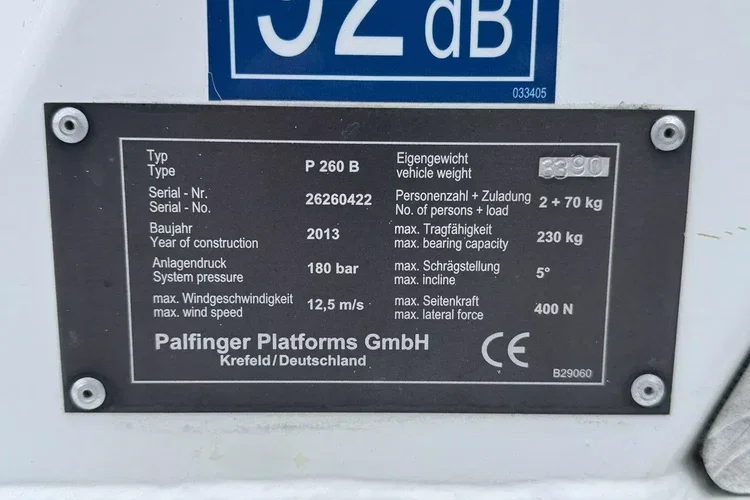 92 dB
033405
Typ P 260 B
Type
Serial - Nr. 26260422
Serial - No.
Baujahr 2013
Year of construction
Anlagendruck 180 bar
System pressure
max. Windgeschwindigkeit 12,5 m/s
max. wind speed
Eigengewicht 3390
vehicle weight
Personenzahl + Zuladung 2 + 70 kg
No. of persons + load
max. Tragfähigkeit 230 kg
max. bearing capacity
max. Schrägstellung 5°
max. incline
max. Seitenkraft 400 N
max. lateral force
Palfinger Platforms GmbH
Krefeld/Deutschland
CE
B29060